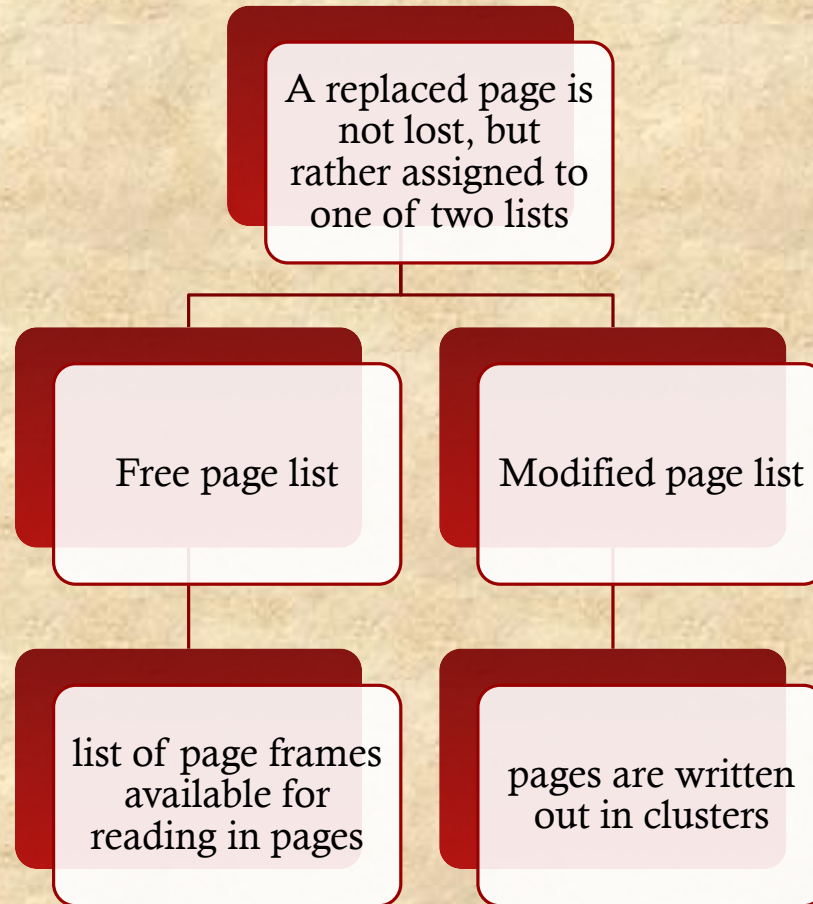 A replaced page is
not lost, but
rather assigned to
one of two lists
Free page list
Modified page list
list of page frames
available for
reading in pages
pages are written
out in clusters